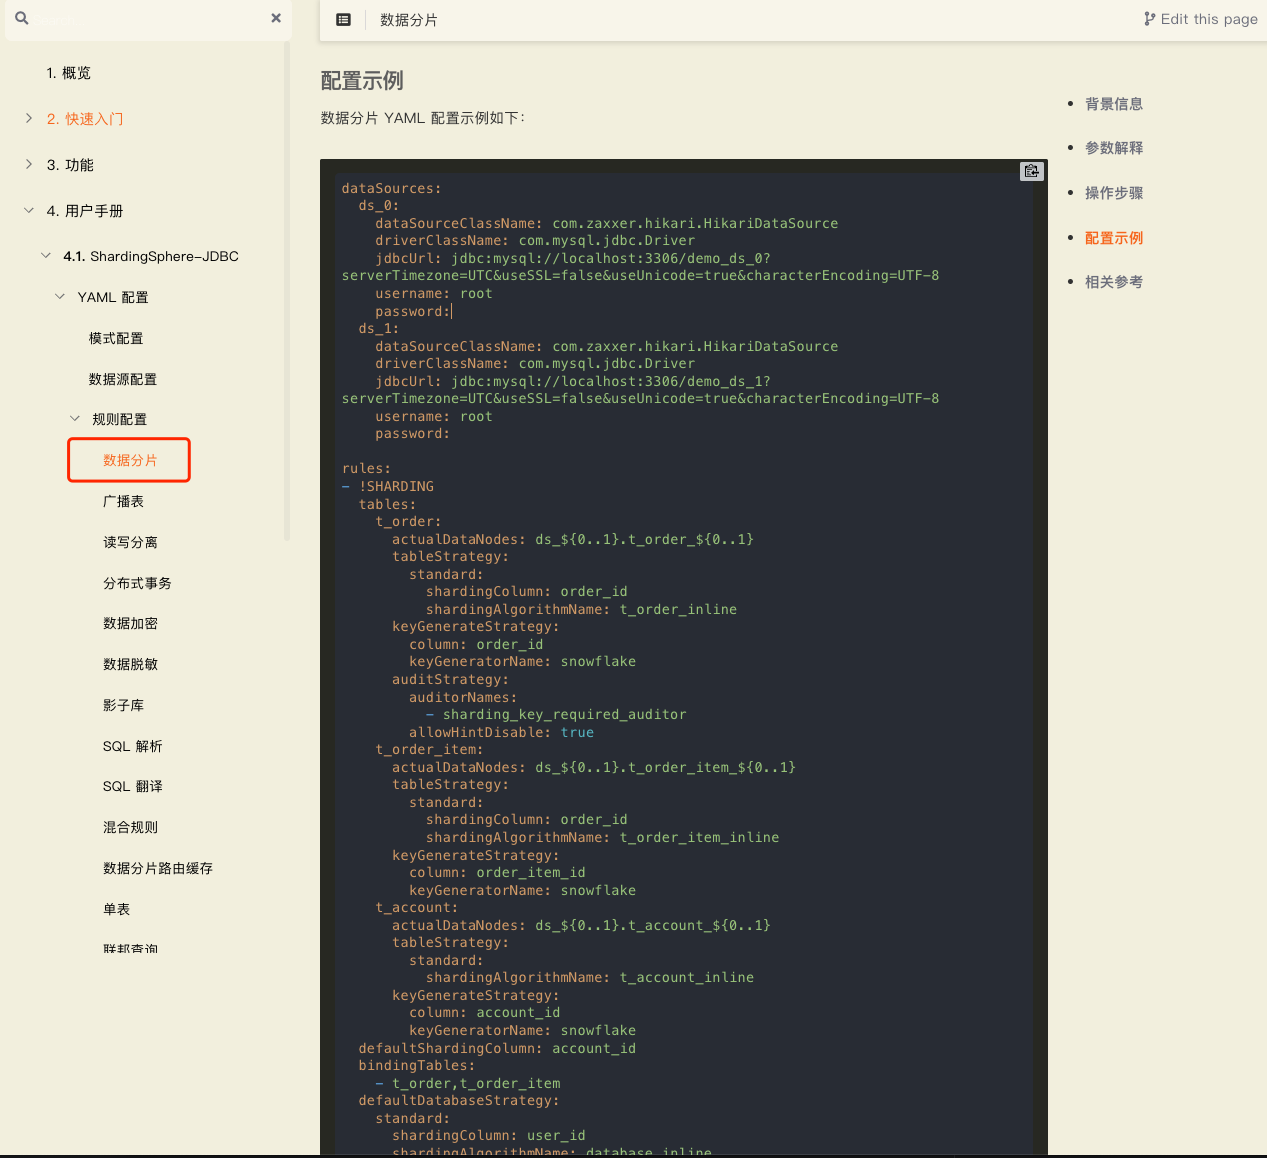 数据分片
Edit this page
1. 概览
2. 快速入门
3. 功能
4. 用户手册
4.1. ShardingSphere-JDBC
YAML 配置
模式配置
数据源配置
规则配置
数据分片
广播表
读写分离
分布式事务
数据加密
数据脱敏
影子库
SQL 解析
SQL 翻译
混合规则
数据分片路由缓存
单表
联邦查询
配置示例
数据分片 YAML 配置示例如下：
dataSources:
  ds_0:
    dataSourceClassName: com.zaxxer.hikari.HikariDataSource
    driverClassName: com.mysql.jdbc.Driver
    jdbcUrl: jdbc:mysql://localhost:3306/demo_ds_0?
serverTimezone=UTC&useSSL=false&useUnicode=true&characterEncoding=UTF-8
    username: root
    password:
  ds_1:
    dataSourceClassName: com.zaxxer.hikari.HikariDataSource
    driverClassName: com.mysql.jdbc.Driver
    jdbcUrl: jdbc:mysql://localhost:3306/demo_ds_1?
serverTimezone=UTC&useSSL=false&useUnicode=true&characterEncoding=UTF-8
    username: root
    password:
rules:
- !SHARDING
  tables:
    t_order:
      actualDataNodes: ds_${0..1}.t_order_${0..1}
      tableStrategy:
        standard:
          shardingColumn: order_id
          shardingAlgorithmName: t_order_inline
      keyGenerateStrategy:
        column: order_id
        keyGeneratorName: snowflake
      auditStrategy:
        auditorNames:
          - sharding_key_required_auditor
        allowHintDisable: true
    t_order_item:
      actualDataNodes: ds_${0..1}.t_order_item_${0..1}
      tableStrategy:
        standard:
          shardingColumn: order_id
          shardingAlgorithmName: t_order_item_inline
      keyGenerateStrategy:
        column: order_item_id
        keyGeneratorName: snowflake
    t_account:
      actualDataNodes: ds_${0..1}.t_account_${0..1}
      tableStrategy:
        standard:
          shardingAlgorithmName: t_account_inline
      keyGenerateStrategy:
        column: account_id
        keyGeneratorName: snowflake
  defaultShardingColumn: account_id
  bindingTables:
    - t_order,t_order_item
  defaultDatabaseStrategy:
    standard:
      shardingColumn: user_id
      shardingAlgorithmName: database_inline
背景信息
参数解释
操作步骤
配置示例
相关参考